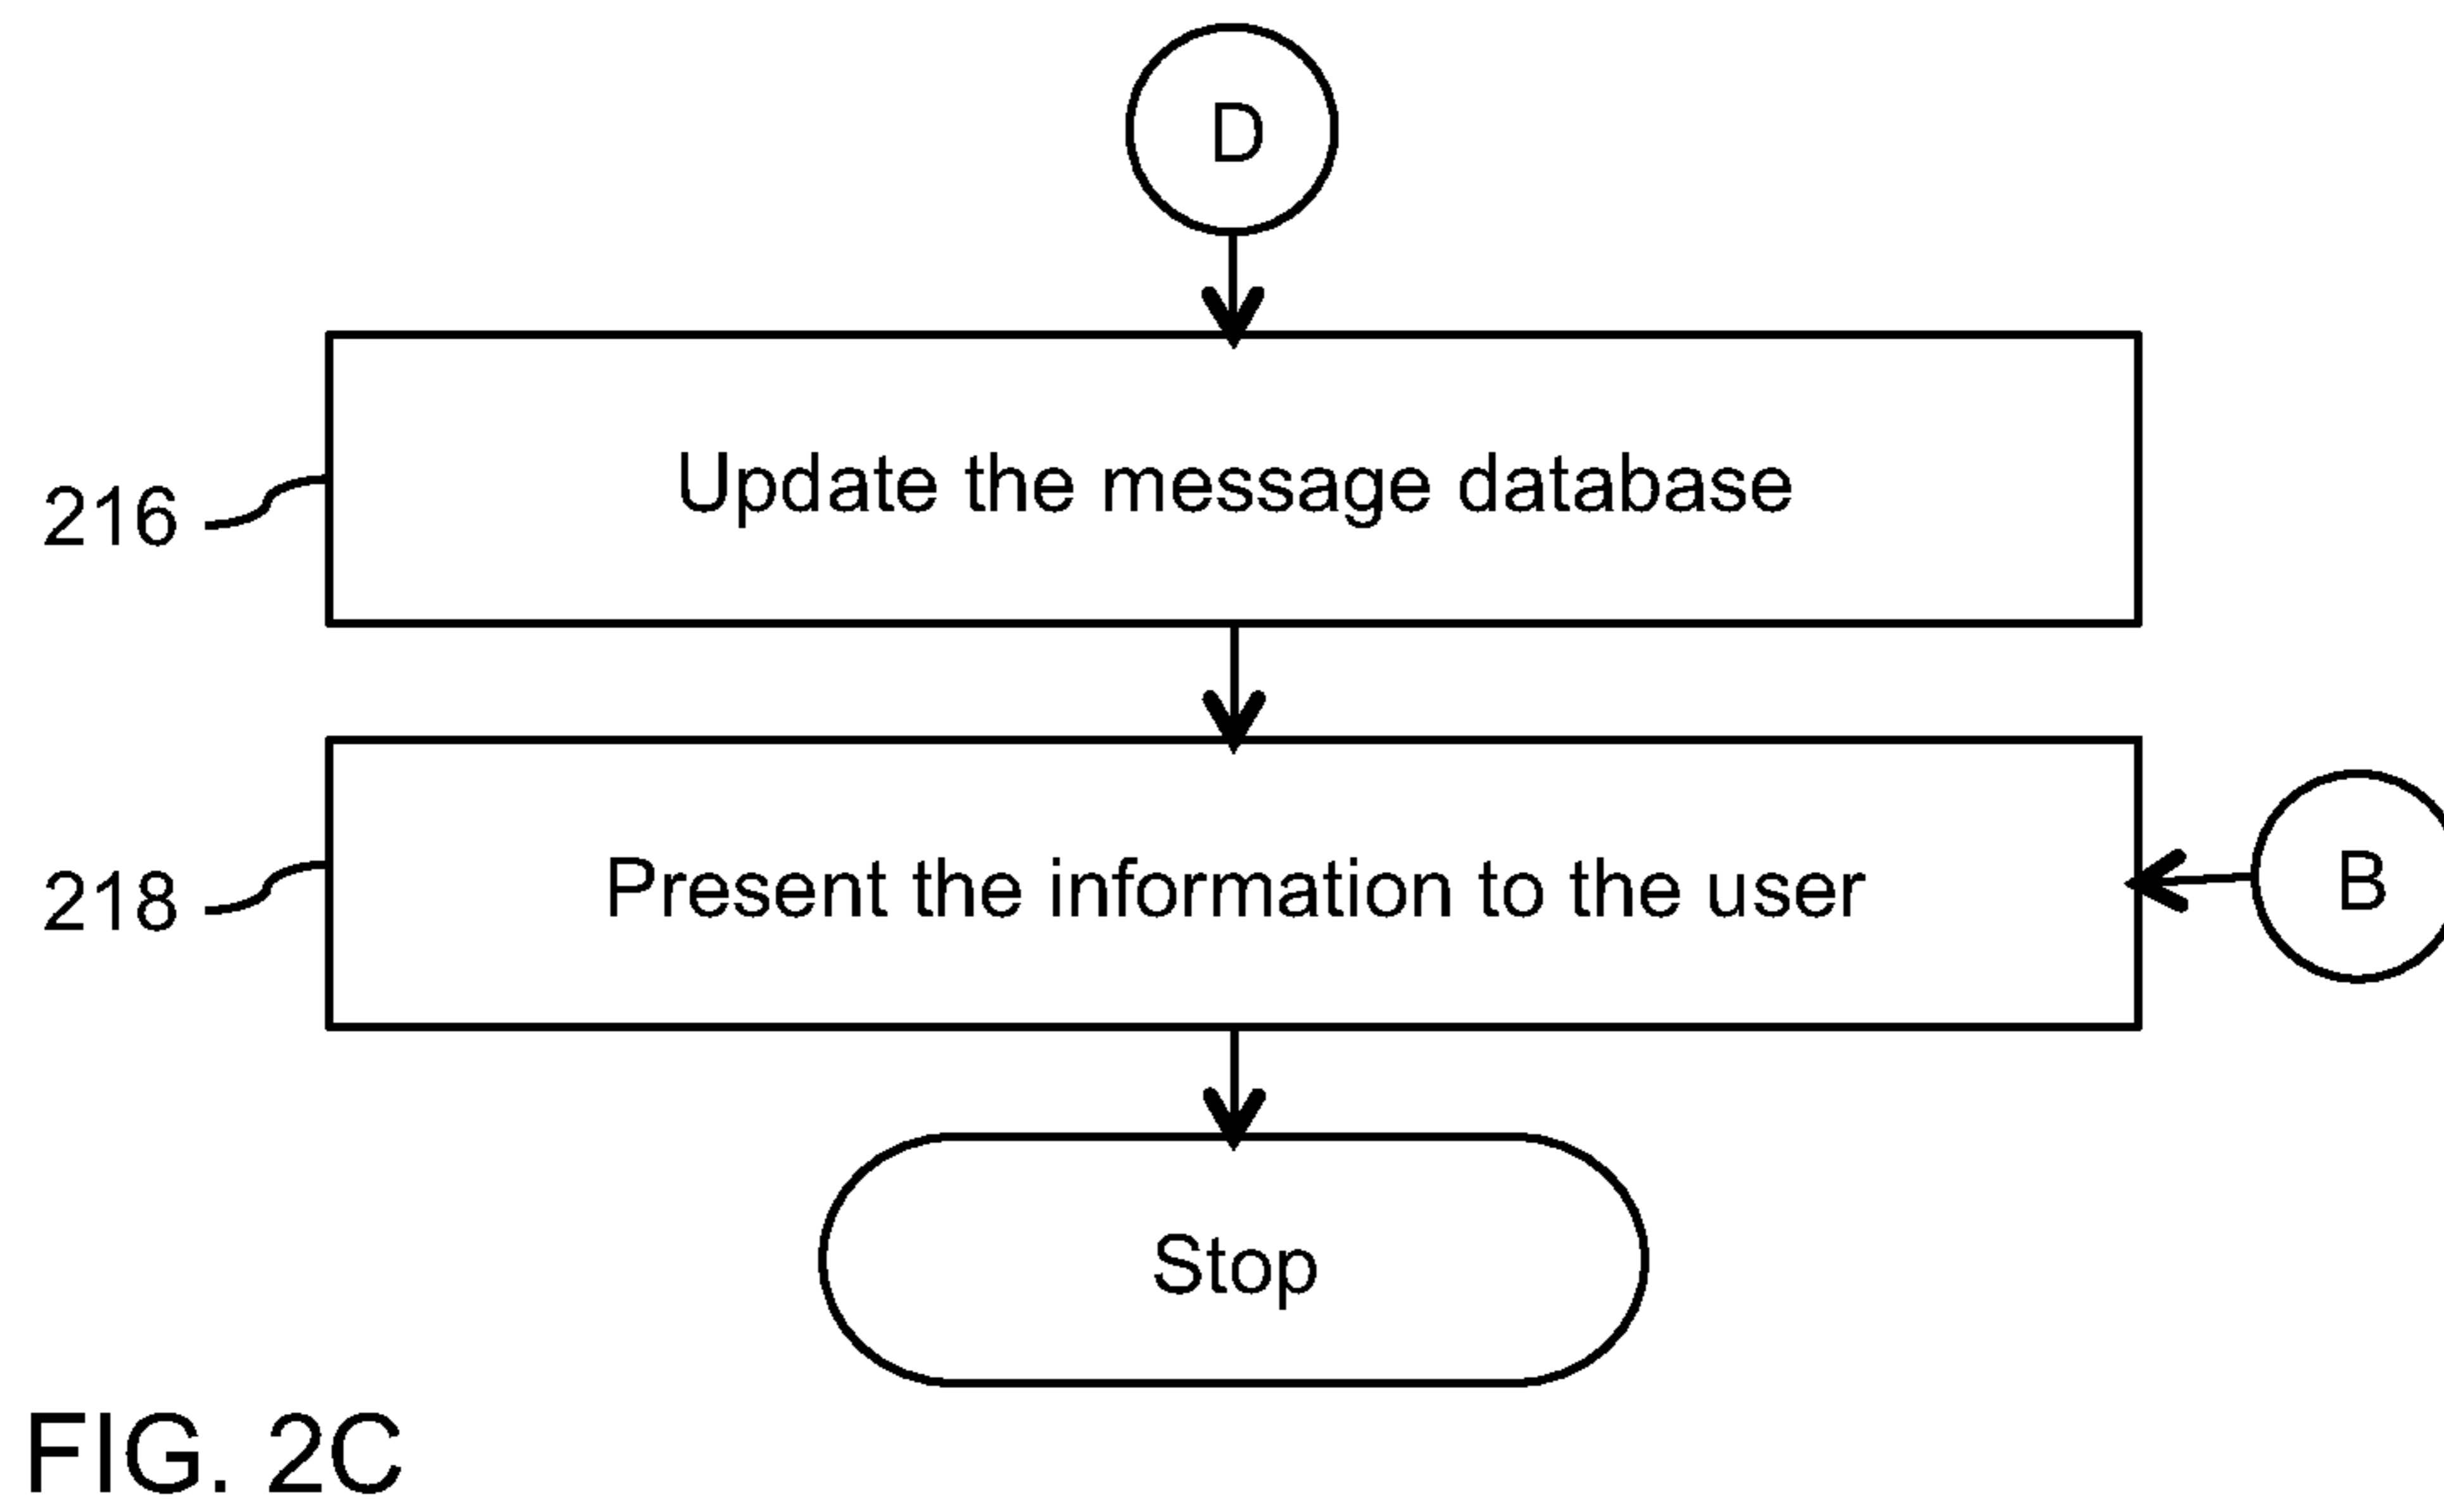 D
Update the message database
216
Present the information to the user
218
B
Stop
FIG. 2C